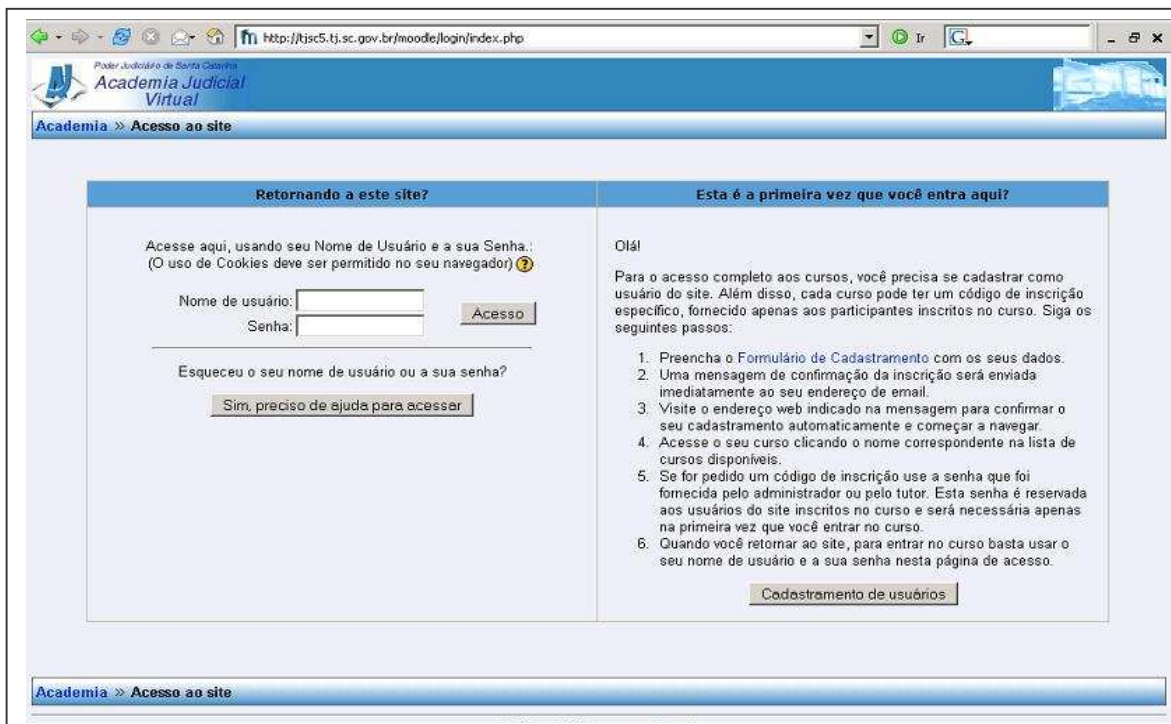 http://tjsc5.tj.sc.gov.br/moodle/login/index.php
Ir
Poder Judiciário de Santa Catarina
Academia Judicial
Virtual
Academia » Acesso ao site
Retornando a este site?
Acesse aqui, usando seu Nome de Usuário e a sua Senha.:
(O uso de Cookies deve ser permitido no seu navegador)
Nome de usuário:
Senha:
Acesso
Esqueceu o seu nome de usuário ou a sua senha?
Sim, preciso de ajuda para acessar
Esta é a primeira vez que você entra aqui?
Olá!
Para o acesso completo aos cursos, você precisa se cadastrar como
usuário do site. Além disso, cada curso pode ter um código de inscrição
específico, fornecido apenas aos participantes inscritos no curso. Siga os
seguintes passos:
1. Preencha o Formulário de Cadastramento com os seus dados.
2. Uma mensagem de confirmação da inscrição será enviada
imediatamente ao seu endereço de email.
3. Visite o endereço web indicado na mensagem para confirmar o
seu cadastramento automaticamente e começar a navegar.
4. Acesse o seu curso clicando o nome correspondente na lista de
cursos disponíveis.
5. Se for pedido um código de inscrição use a senha que foi
fornecida pelo administrador ou pelo tutor. Esta senha é reservada
aos usuários do site inscritos no curso e será necessária apenas
na primeira vez que você entrar no curso.
6. Quando você retornar ao site, para entrar no curso basta usar o
seu nome de usuário e a sua senha nesta página de acesso.
Cadastramento de usuários
Academia » Acesso ao site